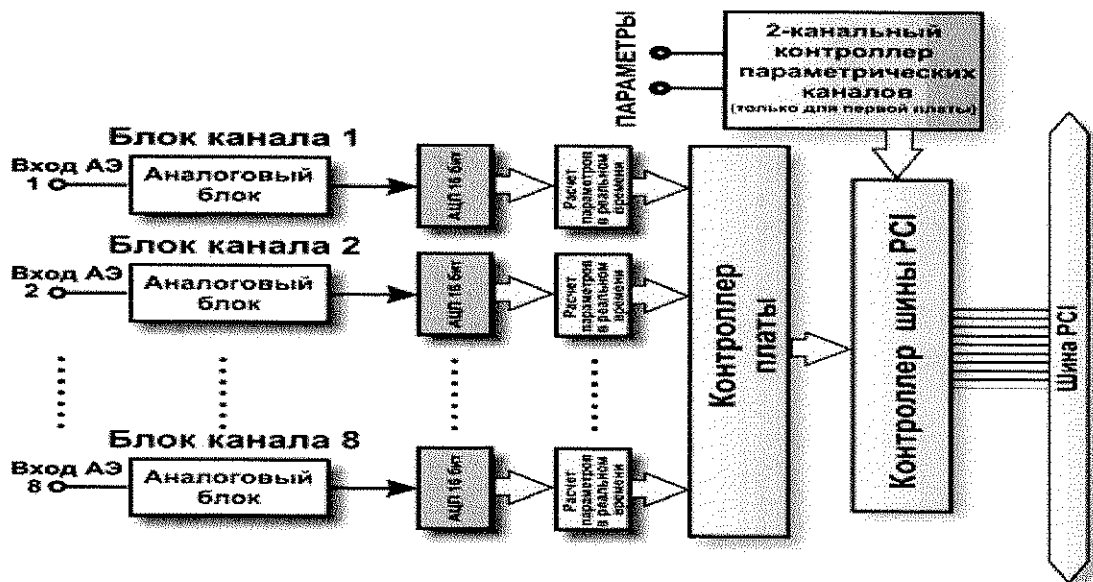 ПАРАМЕТРЫ
2-канальный
контроллер
параметрических
каналов
(только для первой платы)
Блок канала 1
Вход АЭ
1
Аналоговый
блок
АЦП 16 бит
Расчет
параметров
в реальном
времени
Блок канала 2
Вход АЭ
2
Аналоговый
блок
АЦП 16 бит
Расчет
параметров
в реальном
времени
Блок канала 8
Вход АЭ
8
Аналоговый
блок
АЦП 16 бит
Расчет
параметров
в реальном
времени
Контроллер
платы
Контроллер шины PCI
Шина PCI